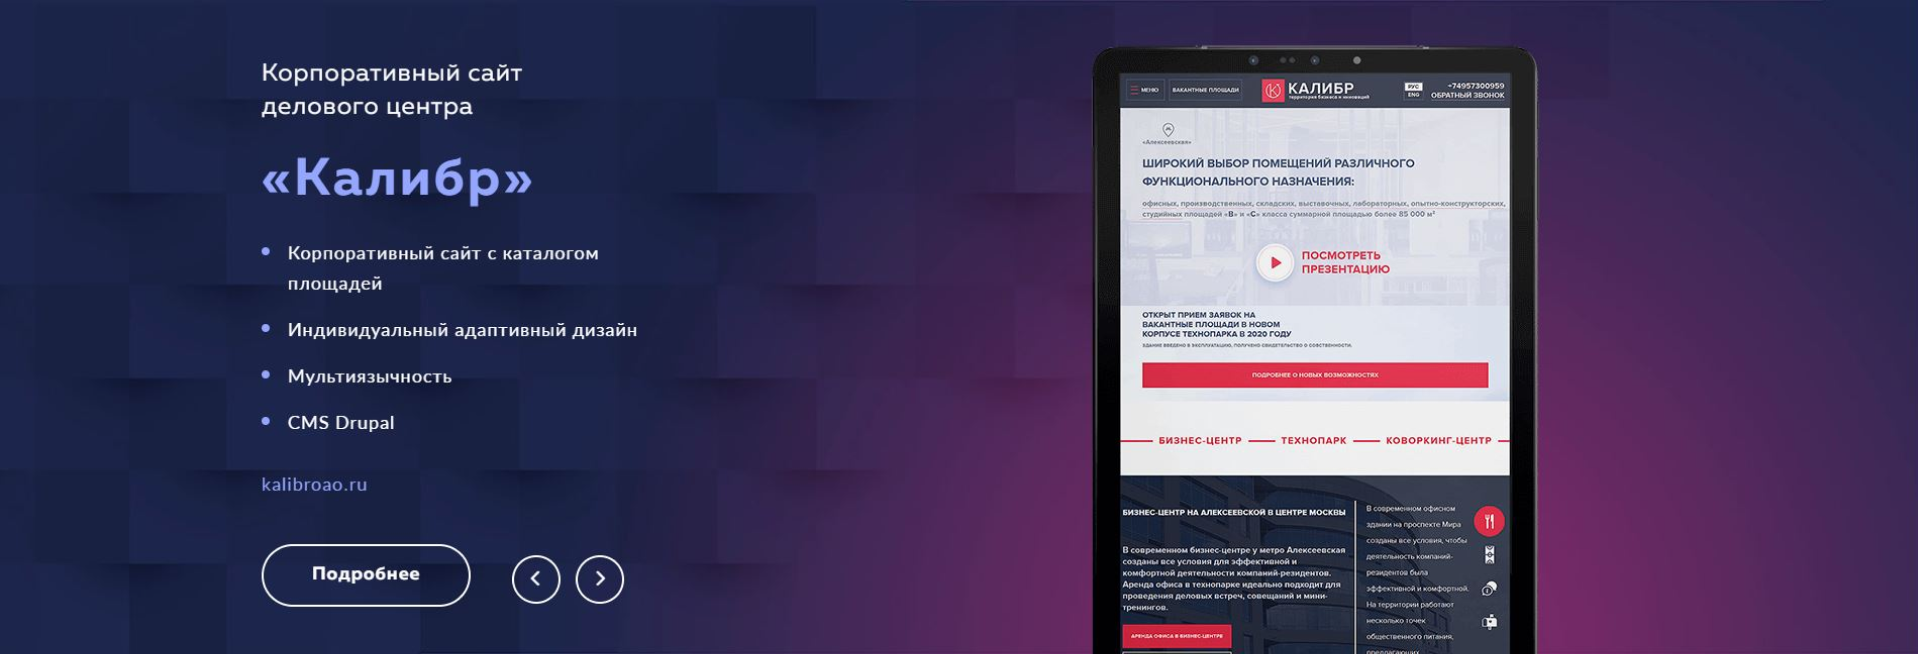 Корпоративный сайт
делового центра
«Калибр»
Корпоративный сайт с каталогом
площадей
Индивидуальный адаптивный дизайн
Мультиязычность
CMS Drupal
kalibroao.ru
Подробнее
МЕНЮ
ВАКАНТНЫЕ ПЛОЩАДИ
КАЛИБР
территория бизнеса и инноваций
РУС
ENG
+74957300959
ОБРАТНЫЙ ЗВОНОК
«Алексеевская»
ШИРОКИЙ ВЫБОР ПОМЕЩЕНИЙ РАЗЛИЧНОГО
ФУНКЦИОНАЛЬНОГО НАЗНАЧЕНИЯ:
офисных, производственных, складских, выставочных, лабораторных, опытно-конструкторских,
студийных площадей «В» и «С» класса суммарной площадью более 85 000 м²
ПОСМОТРЕТЬ
ПРЕЗЕНТАЦИЮ
ОТКРЫТ ПРИЕМ ЗАЯВОК НА
ВАКАНТНЫЕ ПЛОЩАДИ В НОВОМ
КОРПУСЕ ТЕХНОПАРКА В 2020 ГОДУ
ЗДАНИЕ ВВЕДЕНО В ЭКСПЛУАТАЦИЮ, ПОЛУЧЕНО СВИДЕТЕЛЬСТВО О СОБСТВЕННОСТИ.
ПОДРОБНЕЕ О НОВЫХ ВОЗМОЖНОСТЯХ
БИЗНЕС-ЦЕНТР
ТЕХНОПАРК
КОВОРКИНГ-ЦЕНТР
БИЗНЕС-ЦЕНТР НА АЛЕКСЕЕВСКОЙ В ЦЕНТРЕ МОСКВЫ
В современном бизнес-центре у метро Алексеевская
созданы все условия для эффективной и
комфортной деятельности компаний-резидентов.
Аренда офиса в технопарке идеально подходит для
проведения деловых встреч, совещаний и мини-
тренингов.
АРЕНДА ОФИСА В БИЗНЕС-ЦЕНТРЕ
В современном офисном
здании на проспекте Мира
созданы все условия, чтобы
деятельность компаний-
резидентов была
эффективной и комфортной.
На территории работают
несколько точек
общественного питания,
предлагающих